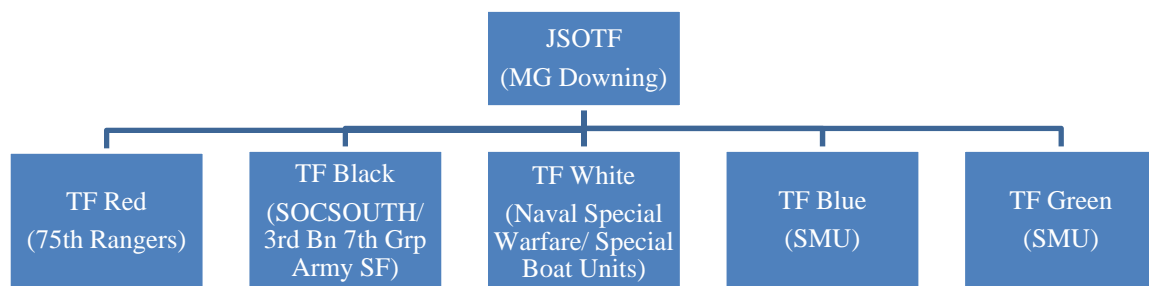 JSOTF
(MG Downing)
TF Red
(75th Rangers)
TF Black
(SOCSOUTH/
3rd Bn 7th Grp
Army SF)
TF White
(Naval Special
Warfare/ Special
Boat Units)
TF Blue
(SMU)
TF Green
(SMU)